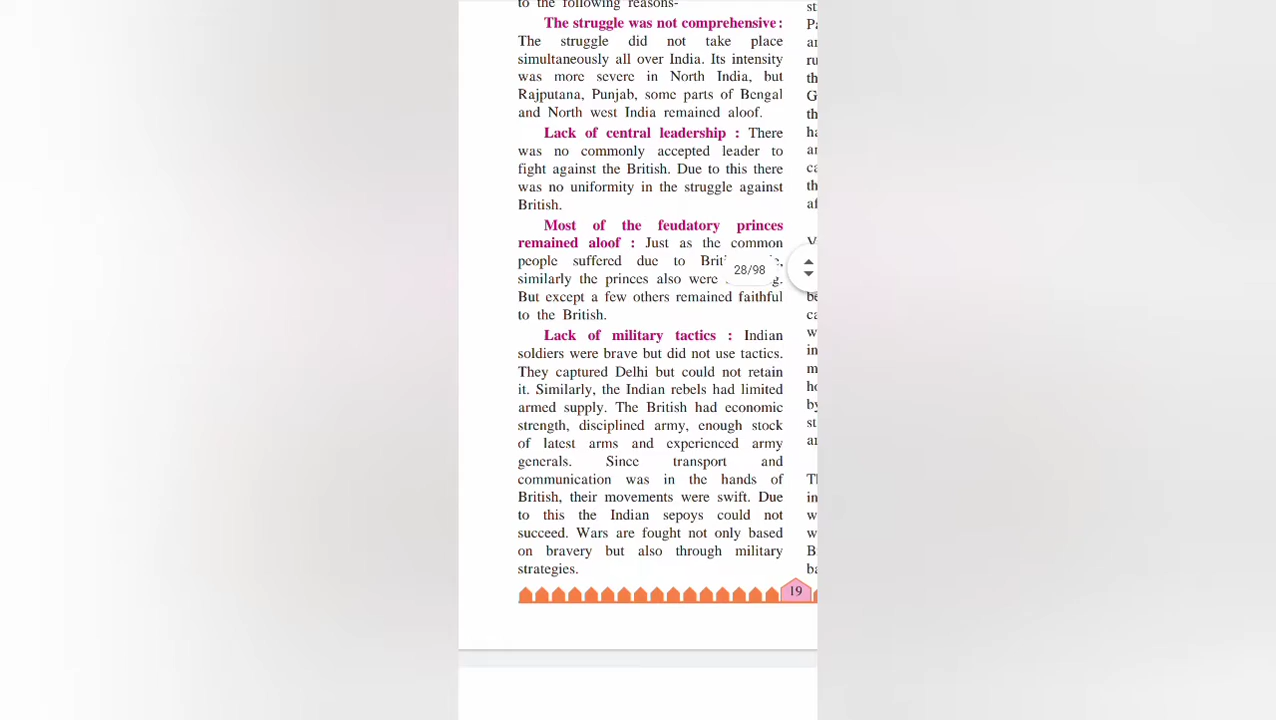 to the following reasons-
The struggle was not comprehensive :
The struggle did not take place
simultaneously all over India. Its intensity
was more severe in North India, but
Rajputana, Punjab, some parts of Bengal
and North west India remained aloof.
Lack of central leadership : There
was no commonly accepted leader to
fight against the British. Due to this there
was no uniformity in the struggle against
British.
Most of the feudatory princes
remained aloof : Just as the common
people suffered due to
similarly the princes also were
But except a few others remained faithful
to the British.
28/98
Lack of military tactics : Indian
soldiers were brave but did not use tactics.
They captured Delhi but could not retain
it. Similarly, the Indian rebels had limited
armed supply. The British had economic
strength, disciplined army, enough stock
of latest arms and experienced army
generals. Since transport and
communication was in the hands of
British, their movements were swift. Due
to this the Indian sepoys could not
succeed. Wars are fought not only based
on bravery but also through military
strategies.
19